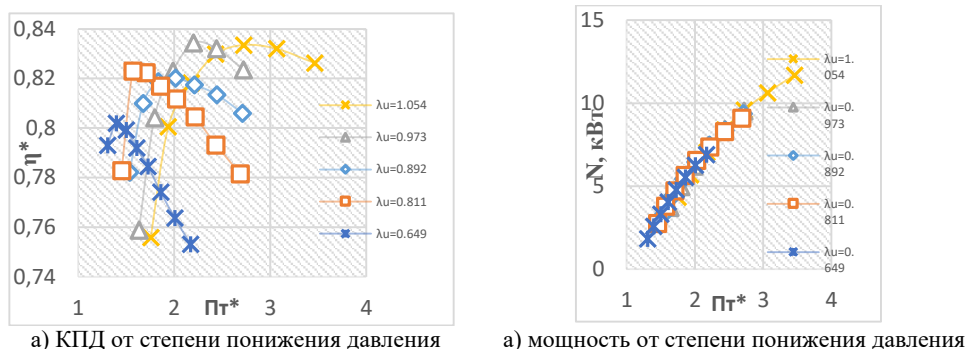 0,84
0,82
0,8
0,78
0,76
0,74
η*
1
2
3
4
Πт*
λu=1.054
λu=0.973
λu=0.892
λu=0.811
λu=0.649
а) КПД от степени понижения давления
15
10
5
0
N, кВт
1
2
3
4
Πт*
λu=1.
054
λu=0.
973
λu=0.
892
λu=0.
811
λu=0.
649
а) мощность от степени понижения давления